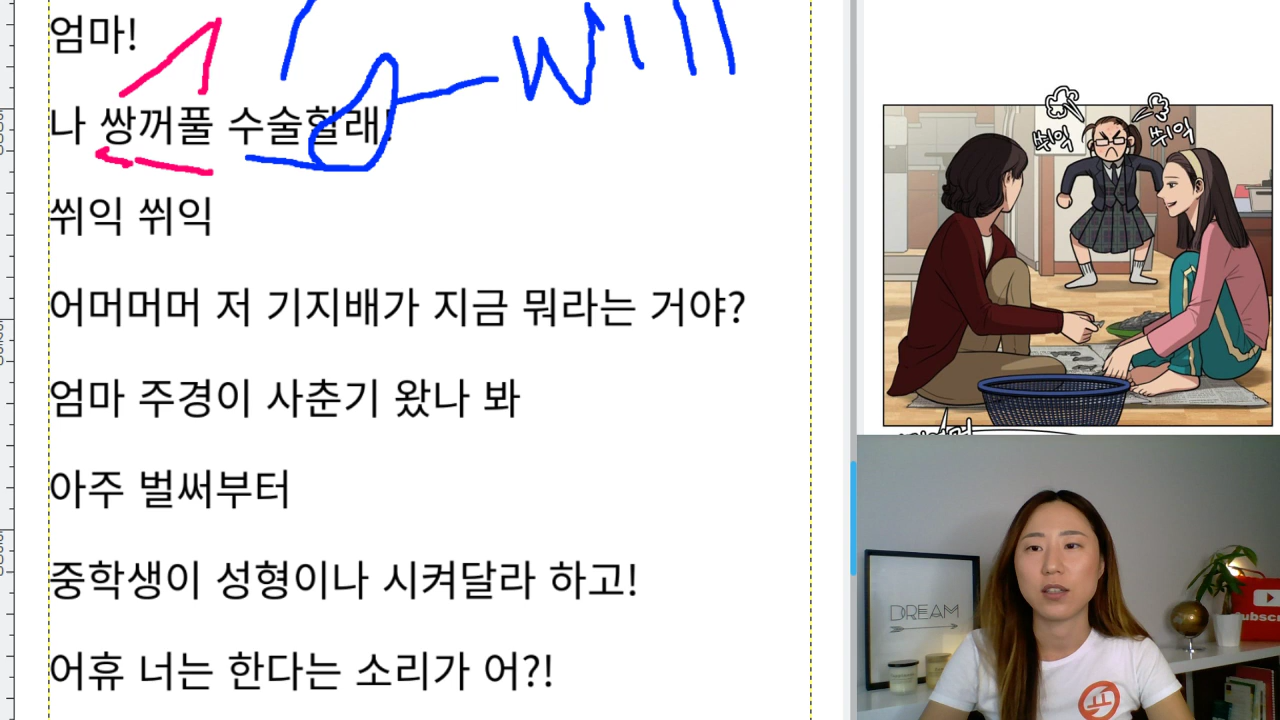 엄마!
will
나 쌍꺼풀 수술할래!
쒸익 쒸익
어머머머 저 기지배가 지금 뭐라는 거야?
엄마 주경이 사춘기 왔나 봐
아주 벌써부터
중학생이 성형이나 시켜달라 하고!
어휴 너는 한다는 소리가 어?!
쒸익
쒸익
DREAM